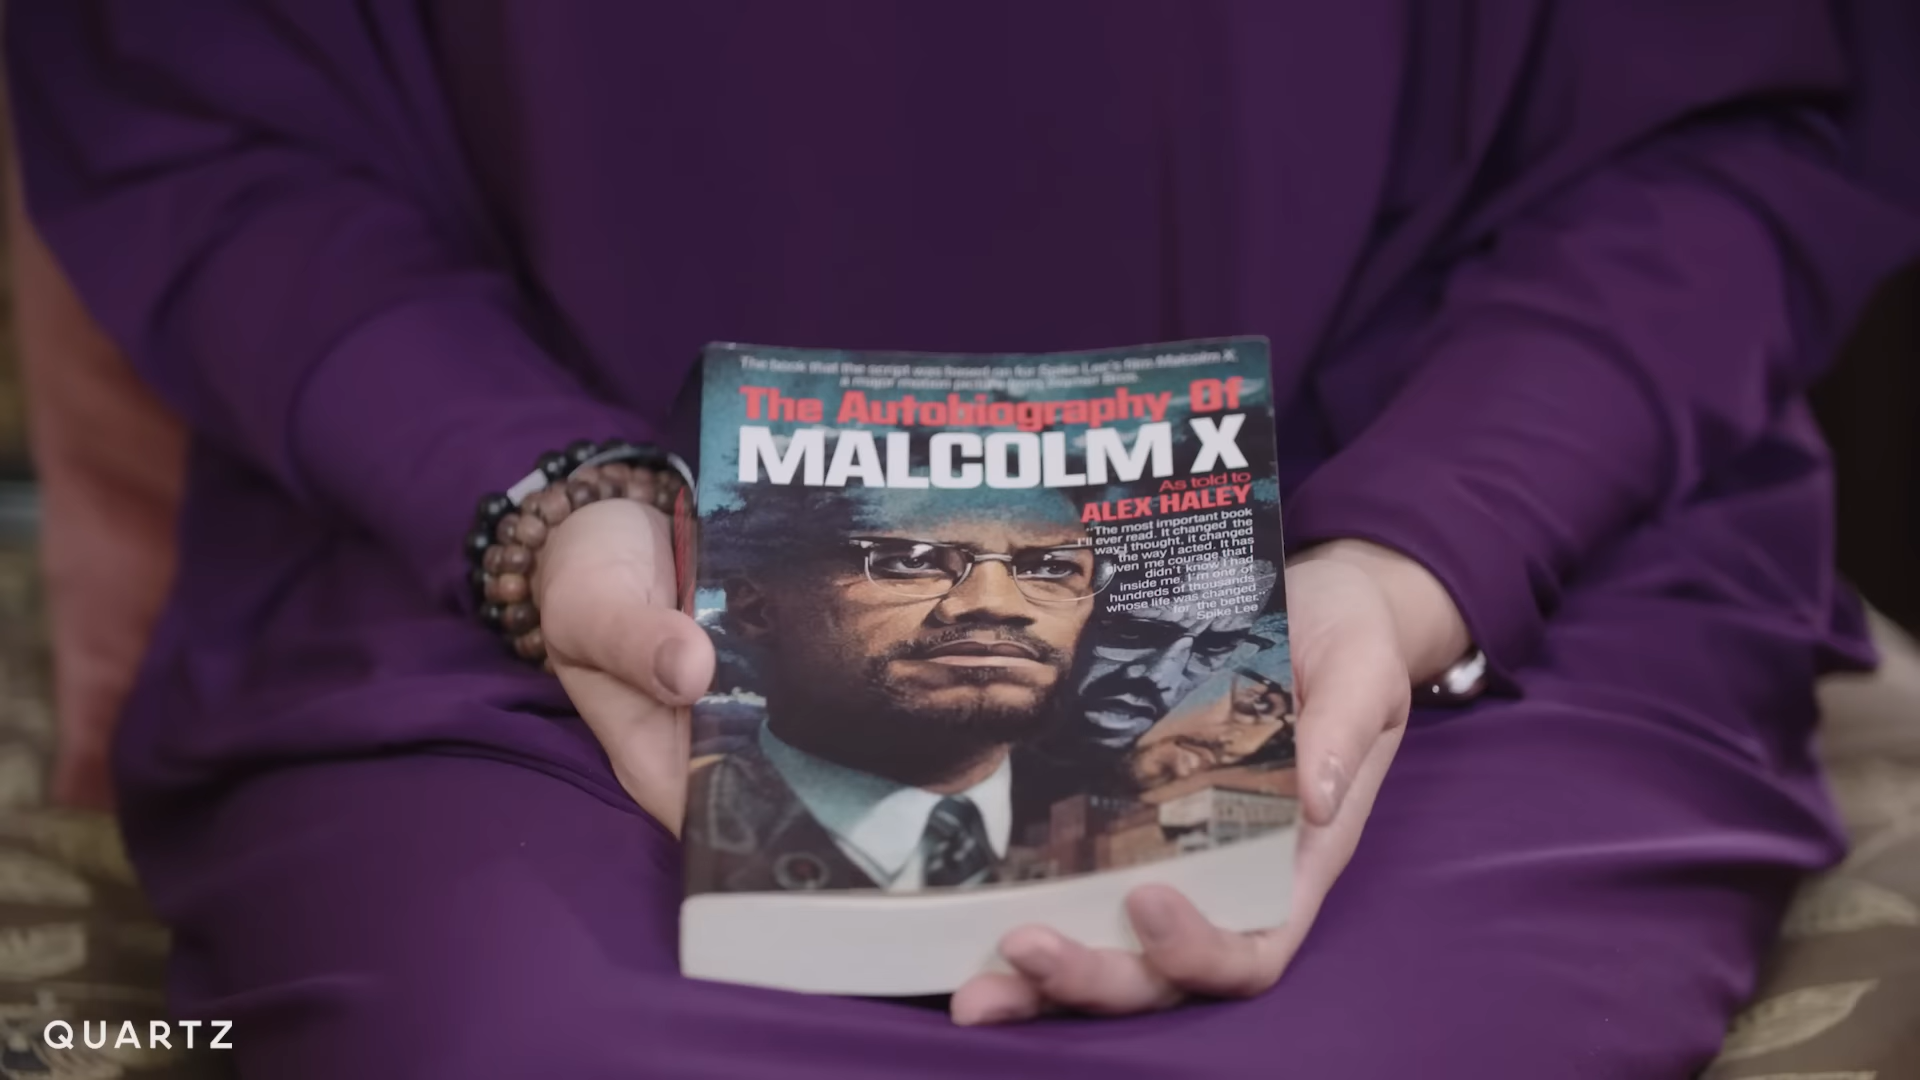 The book that the script was based on for Spike Lee's film Malcolm X,
a major motion picture from Warner Bros.
The Autobiography Of
MALCOLM X
As told to
ALEX HALEY
"The most important book
I'll ever read. It changed the
way I thought, it changed
the way I acted. It has
given me courage that I
didn't know I had
inside me. I'm one of
hundreds of thousands
whose life was changed
for the better."
Spike Lee
QUARTZ